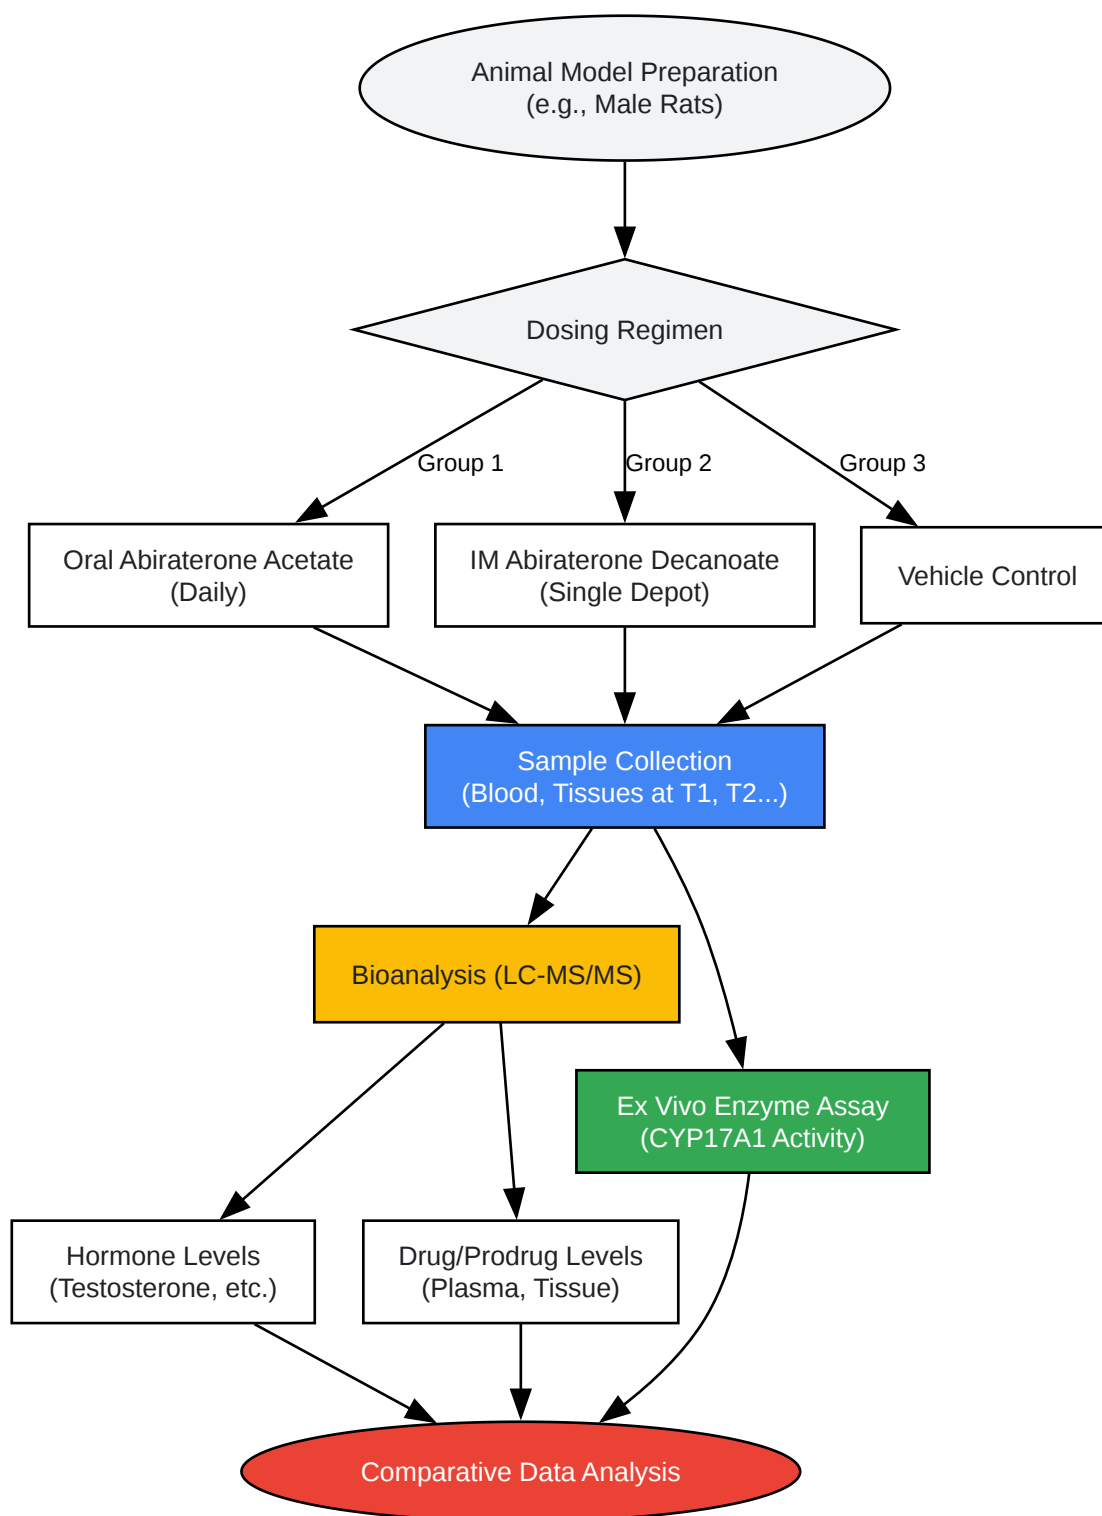 Animal Model Preparation
(e.g., Male Rats)
Dosing Regimen
Group 1
Group 2
Group 3
Oral Abiraterone Acetate
(Daily)
IM Abiraterone Decanoate
(Single Depot)
Vehicle Control
Sample Collection
(Blood, Tissues at T1, T2...)
Bioanalysis (LC-MS/MS)
Ex Vivo Enzyme Assay
(CYP17A1 Activity)
Hormone Levels
(Testosterone, etc.)
Drug/Prodrug Levels
(Plasma, Tissue)
Comparative Data Analysis